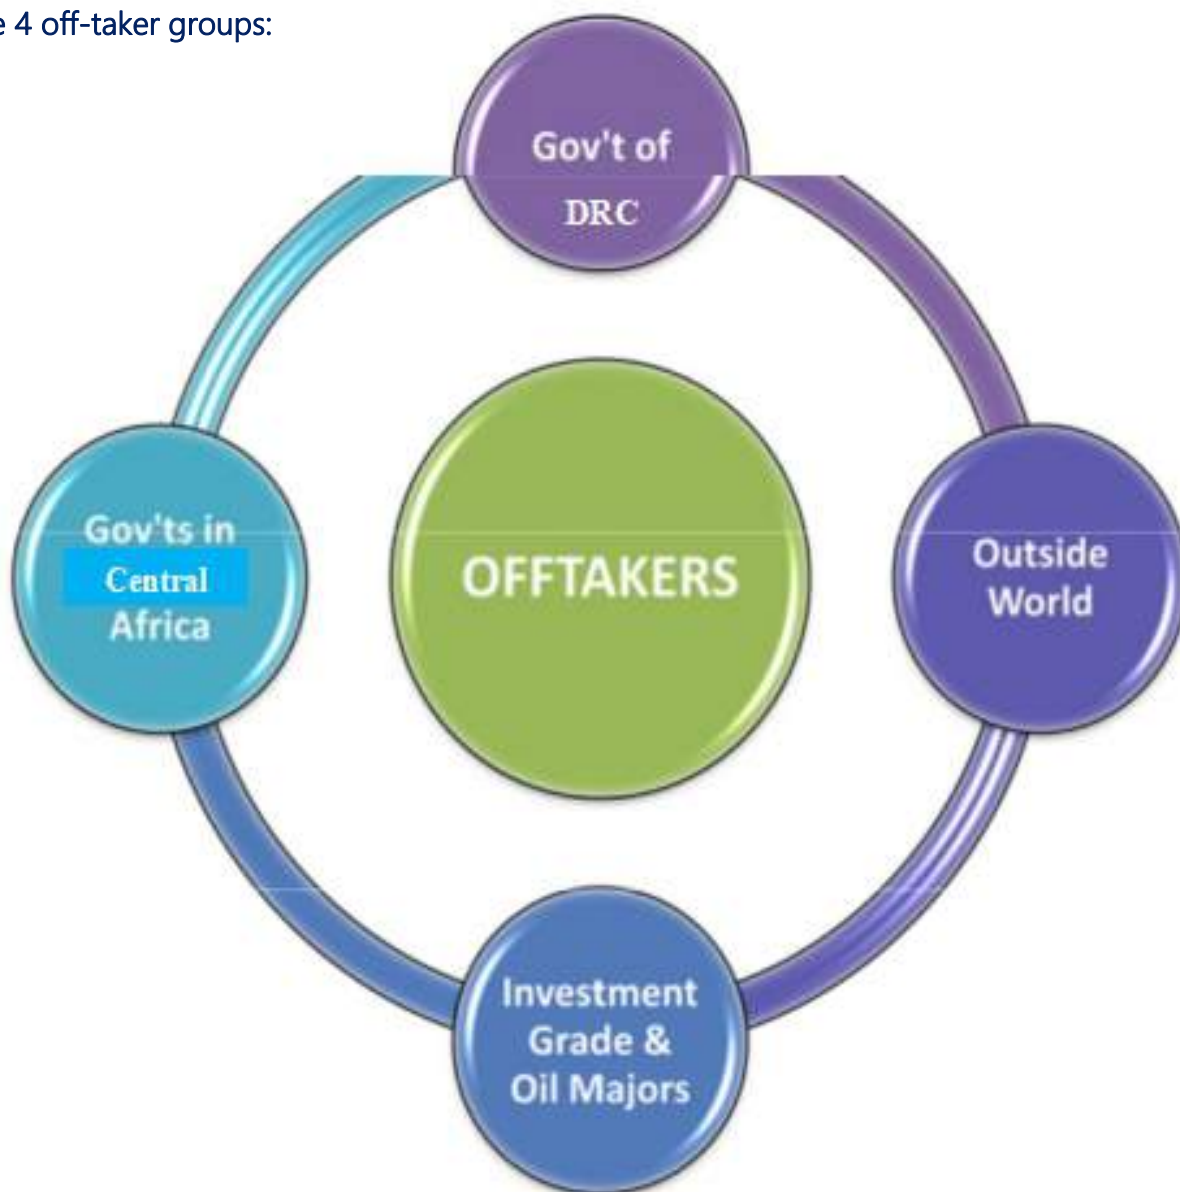 e 4 off-taker groups:
Gov't of
DRC
Gov'ts in
Central
Africa
OFFTAKERS
Outside
World
Investment
Grade &
Oil Majors